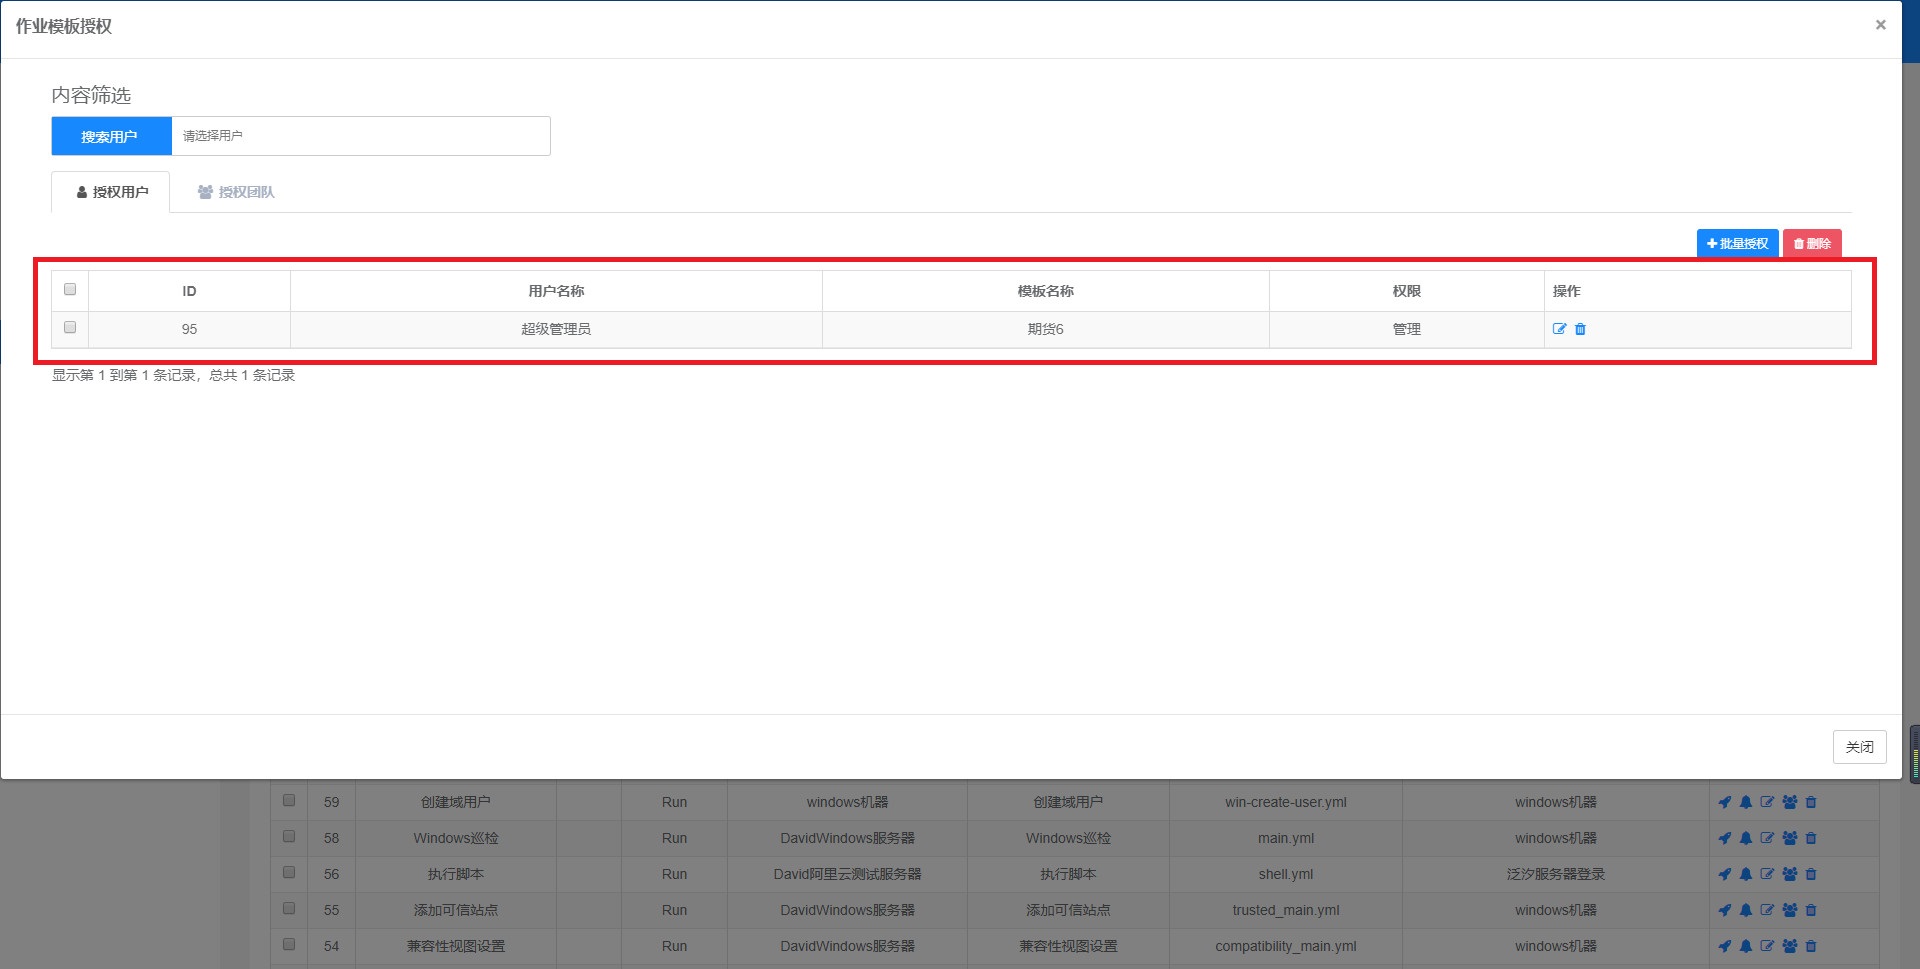 作业模板授权 ×
内容筛选
搜索用户 请选择用户
授权用户 授权团队
批量授权 删除
ID 用户名称 模板名称 权限 操作
95 超级管理员 期货6 管理
显示第 1 到第 1 条记录，总共 1 条记录
关闭
59 创建域用户 Run windows机器 创建域用户 win-create-user.yml windows机器
58 Windows巡检 Run DavidWindows服务器 Windows巡检 main.yml windows机器
56 执行脚本 Run David阿里云测试服务器 执行脚本 shell.yml 泛汐服务器登录
55 添加可信站点 Run DavidWindows服务器 添加可信站点 trusted_main.yml windows机器
54 兼容性视图设置 Run DavidWindows服务器 兼容性视图设置 compatibility_main.yml windows机器